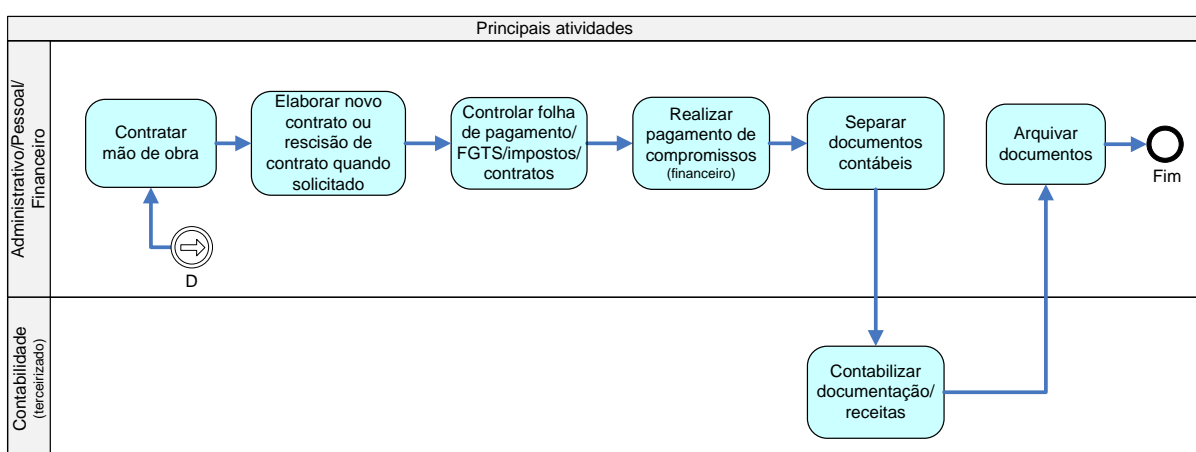 Principais atividades
Administrativo/Pessoal/
Financeiro
Contratar
mão de obra
Elaborar novo
contrato ou
rescisão de
contrato quando
solicitado
Controlar folha
de pagamento/
FGTS/impostos/
contratos
Realizar
pagamento de
compromissos
(financeiro)
Separar
documentos
contábeis
Arquivar
documentos
Fim
D
Contabilidade
(terceirizado)
Contabilizar
documentação/
receitas